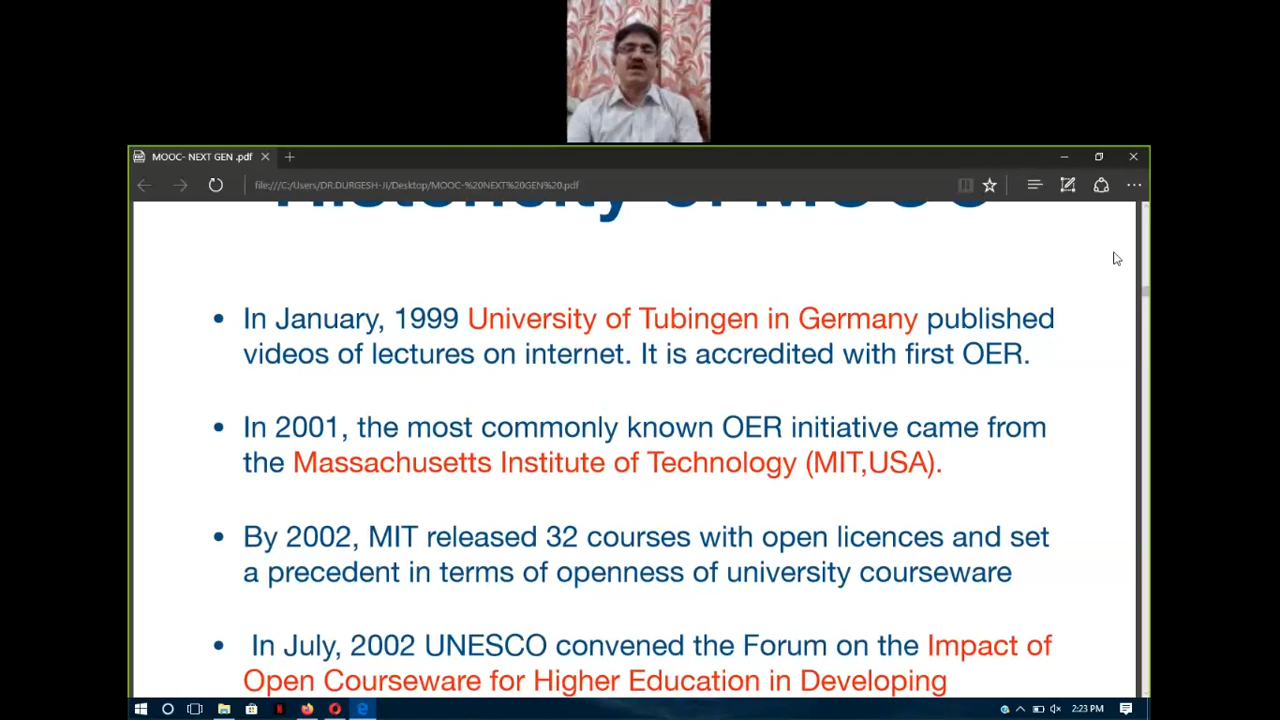 MOOC- NEXT GEN .pdf
file:///C:/Users/DR.DURGESH-JI/Desktop/MOOC-%20NEXT%20GEN%20.pdf
Historicity of MOOC
• In January, 1999 University of Tubingen in Germany published
videos of lectures on internet. It is accredited with first OER.
• In 2001, the most commonly known OER initiative came from
the Massachusetts Institute of Technology (MIT,USA).
• By 2002, MIT released 32 courses with open licences and set
a precedent in terms of openness of university courseware
• In July, 2002 UNESCO convened the Forum on the Impact of
Open Courseware for Higher Education in Developing
2:23 PM